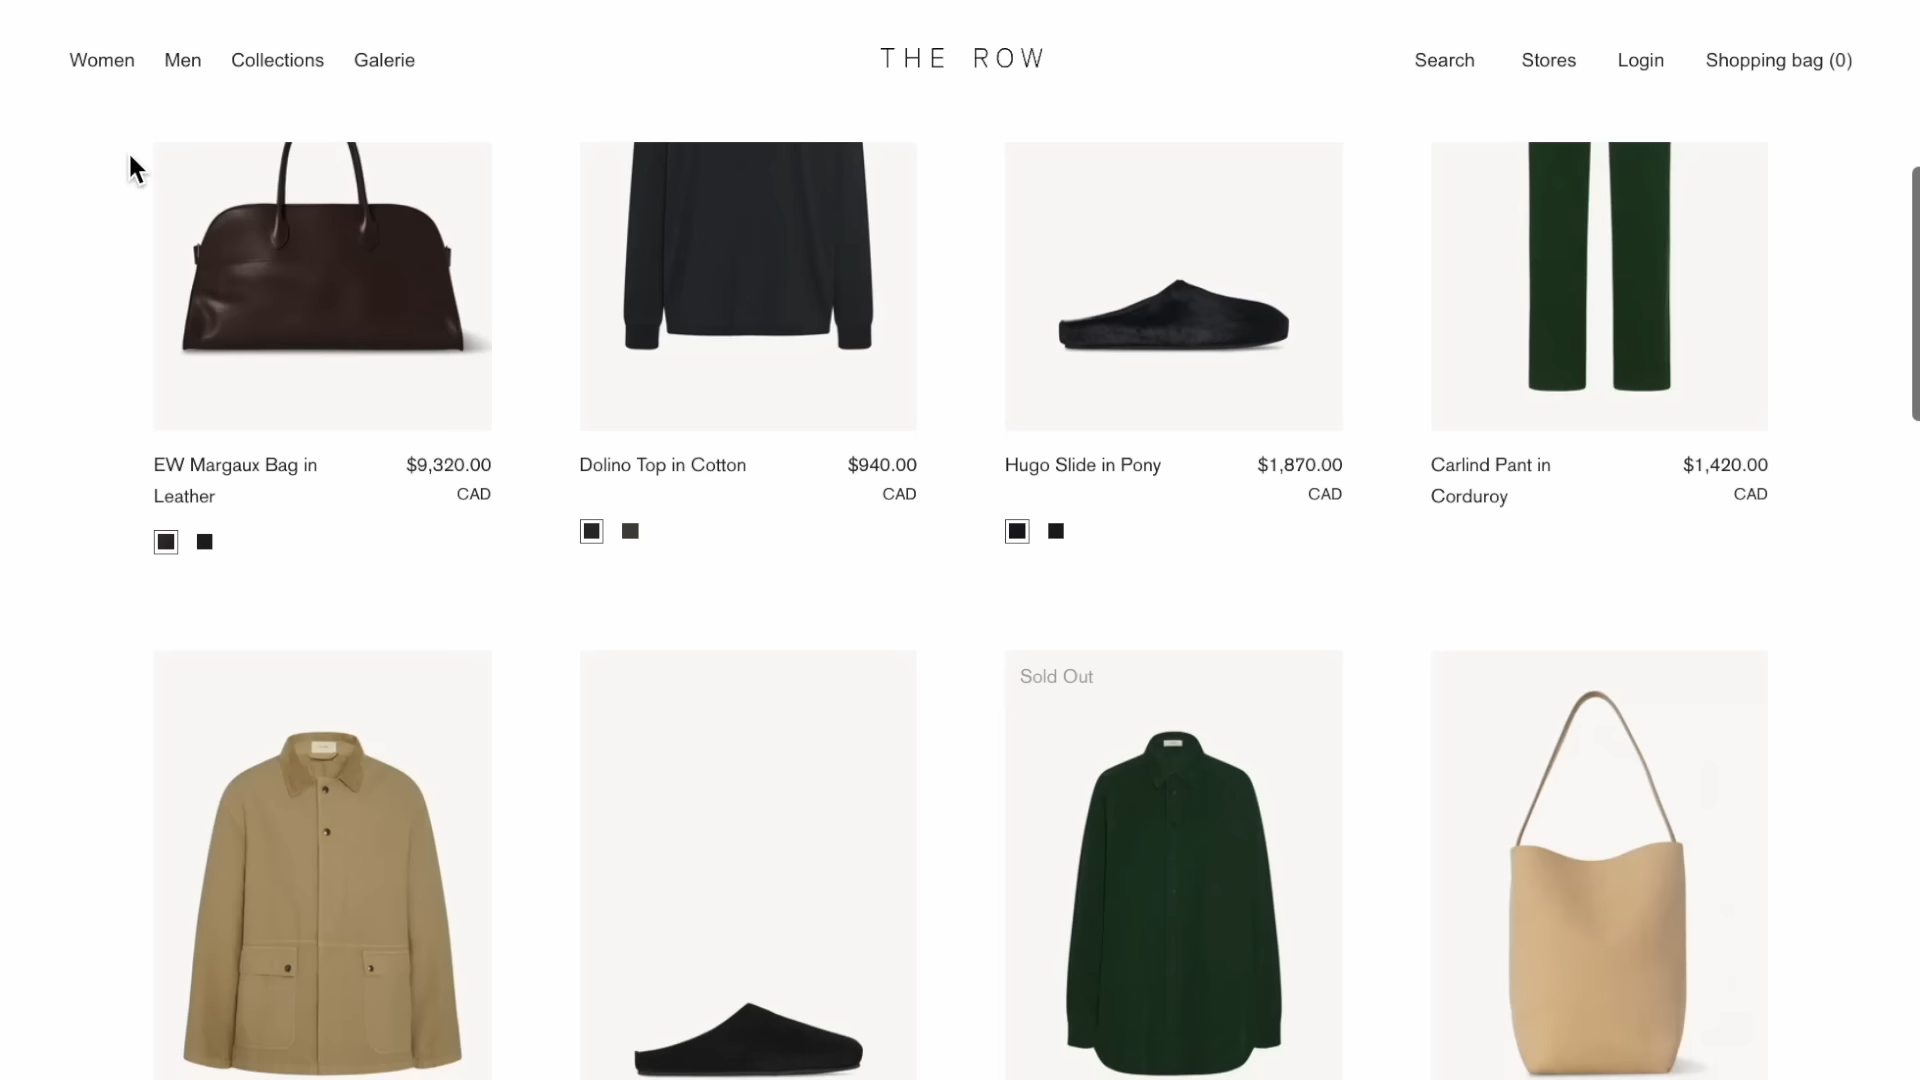 Women Men Collections Galerie THE ROW Search Stores Login Shopping bag (0)
EW Margaux Bag in Leather
$9,320.00 CAD
Dolino Top in Cotton
$940.00 CAD
Hugo Slide in Pony
$1,870.00 CAD
Carlind Pant in Corduroy
$1,420.00 CAD
Sold Out